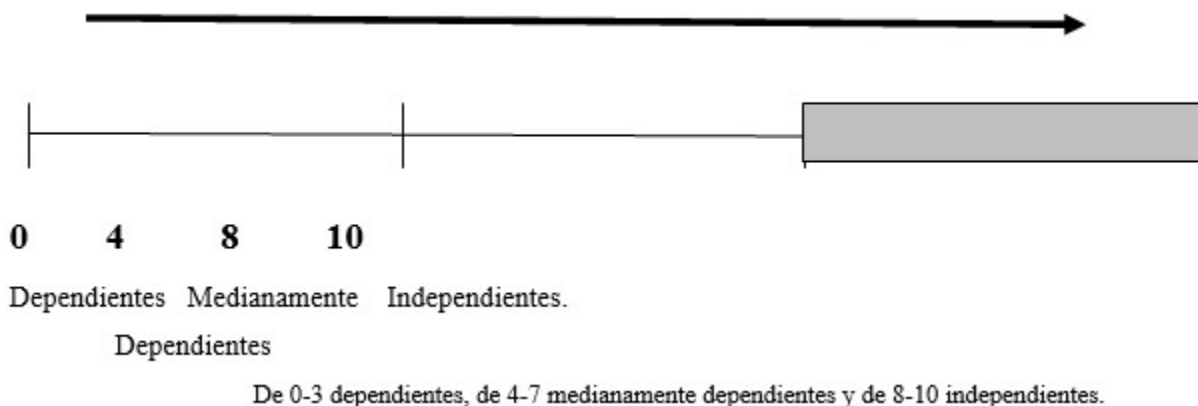 0 4 8 10
Dependientes Medianamente Independientes.
Dependientes
De 0-3 dependientes, de 4-7 medianamente dependientes y de 8-10 independientes.